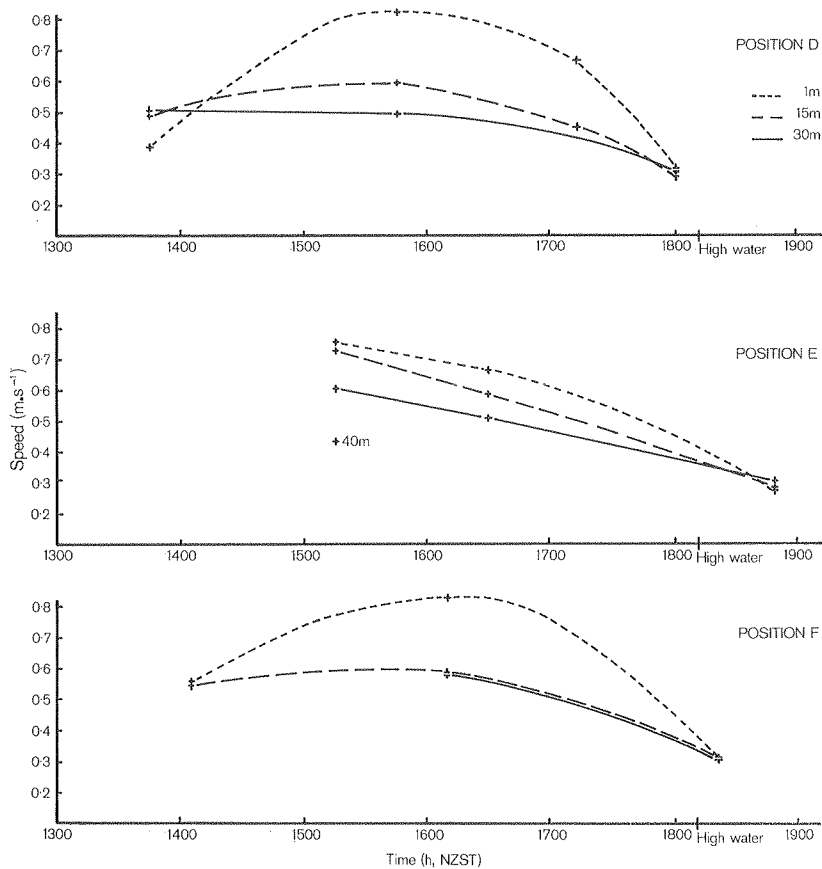 0·8
0·7
0·6
0·5
0·4
0·3
0·2
POSITION D
1m
15m
30m
1300 1400 1500 1600 1700 1800 High water 1900
0·8
0·7
0·6
0·5
0·4
0·3
0·2
Speed (m.s⁻¹)
POSITION E
40m
1300 1400 1500 1600 1700 1800 High water 1900
0·8
0·7
0·6
0·5
0·4
0·3
0·2
POSITION F
1300 1400 1500 1600 1700 1800 High water 1900
Time (h, NZST)